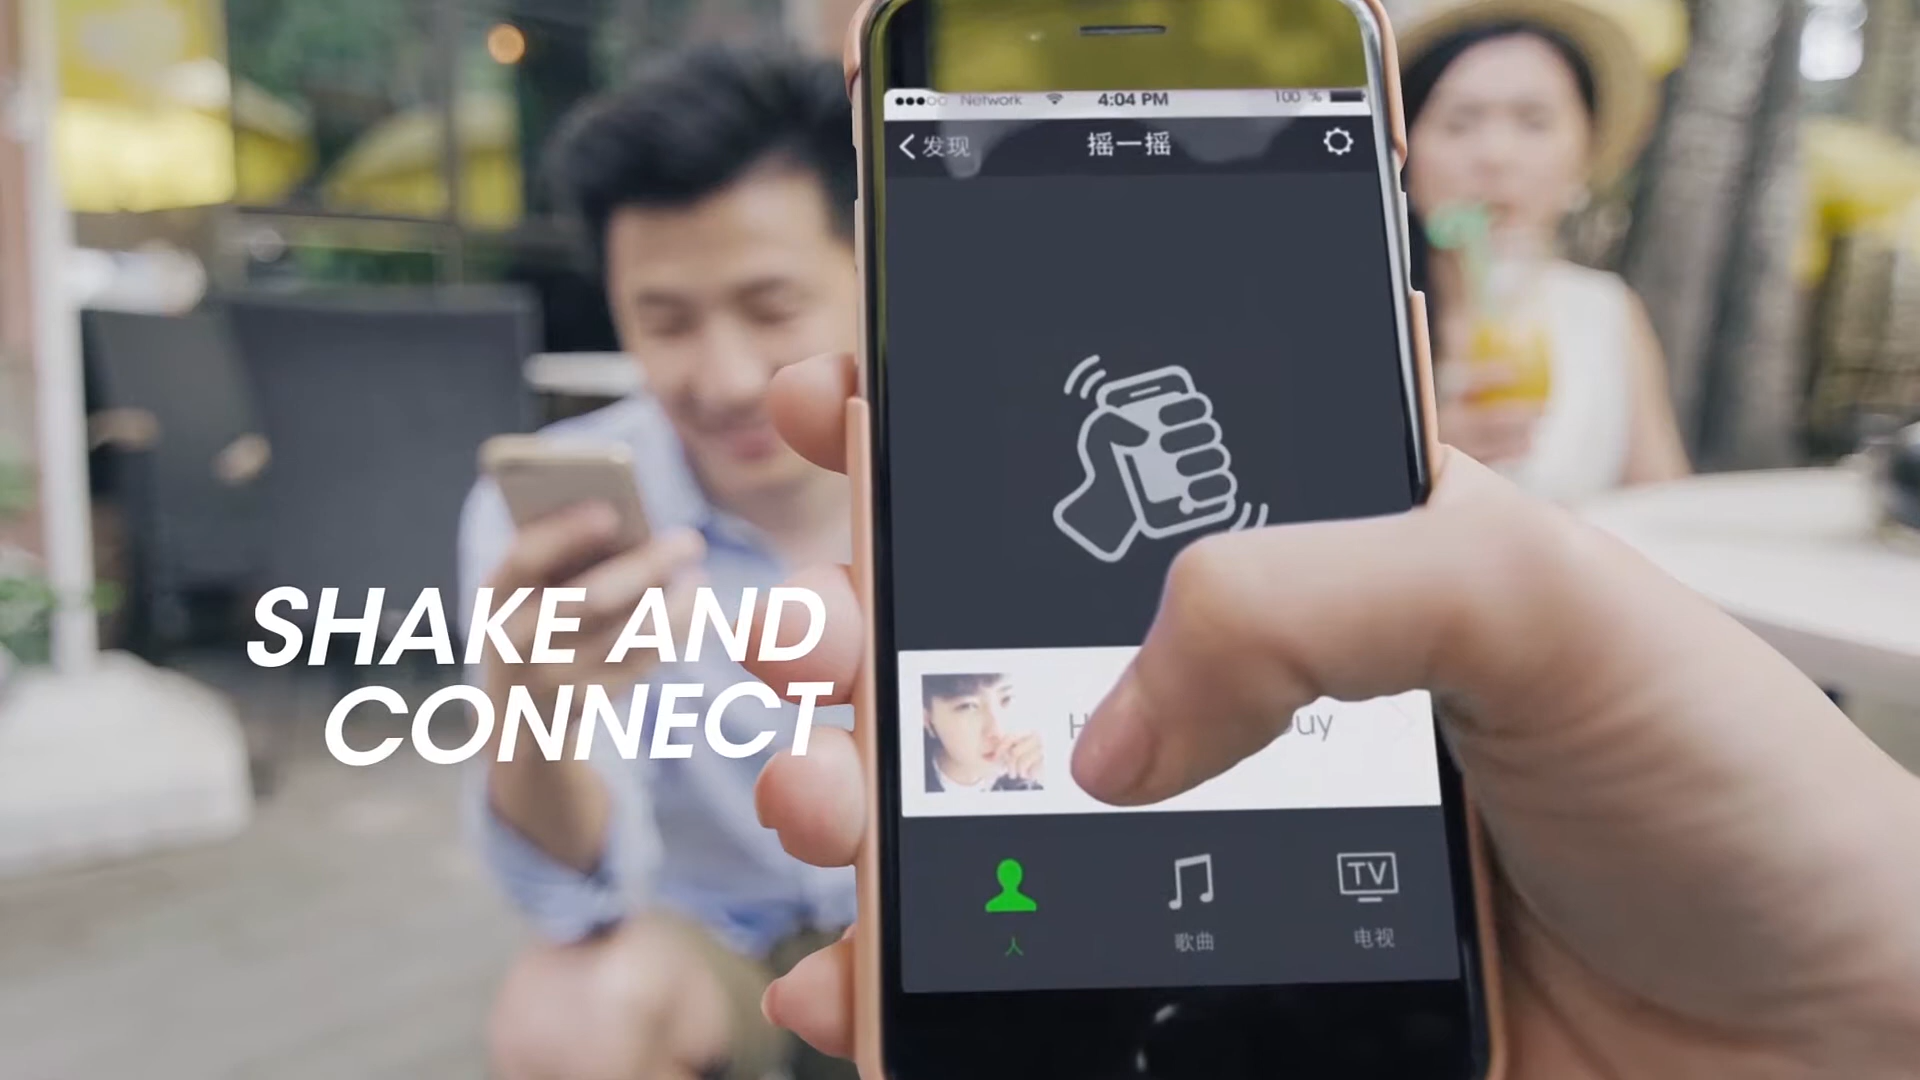 Network 4:04 PM 100 %
发现 摇一摇
SHAKE AND
CONNECT
TV
人 歌曲 电视